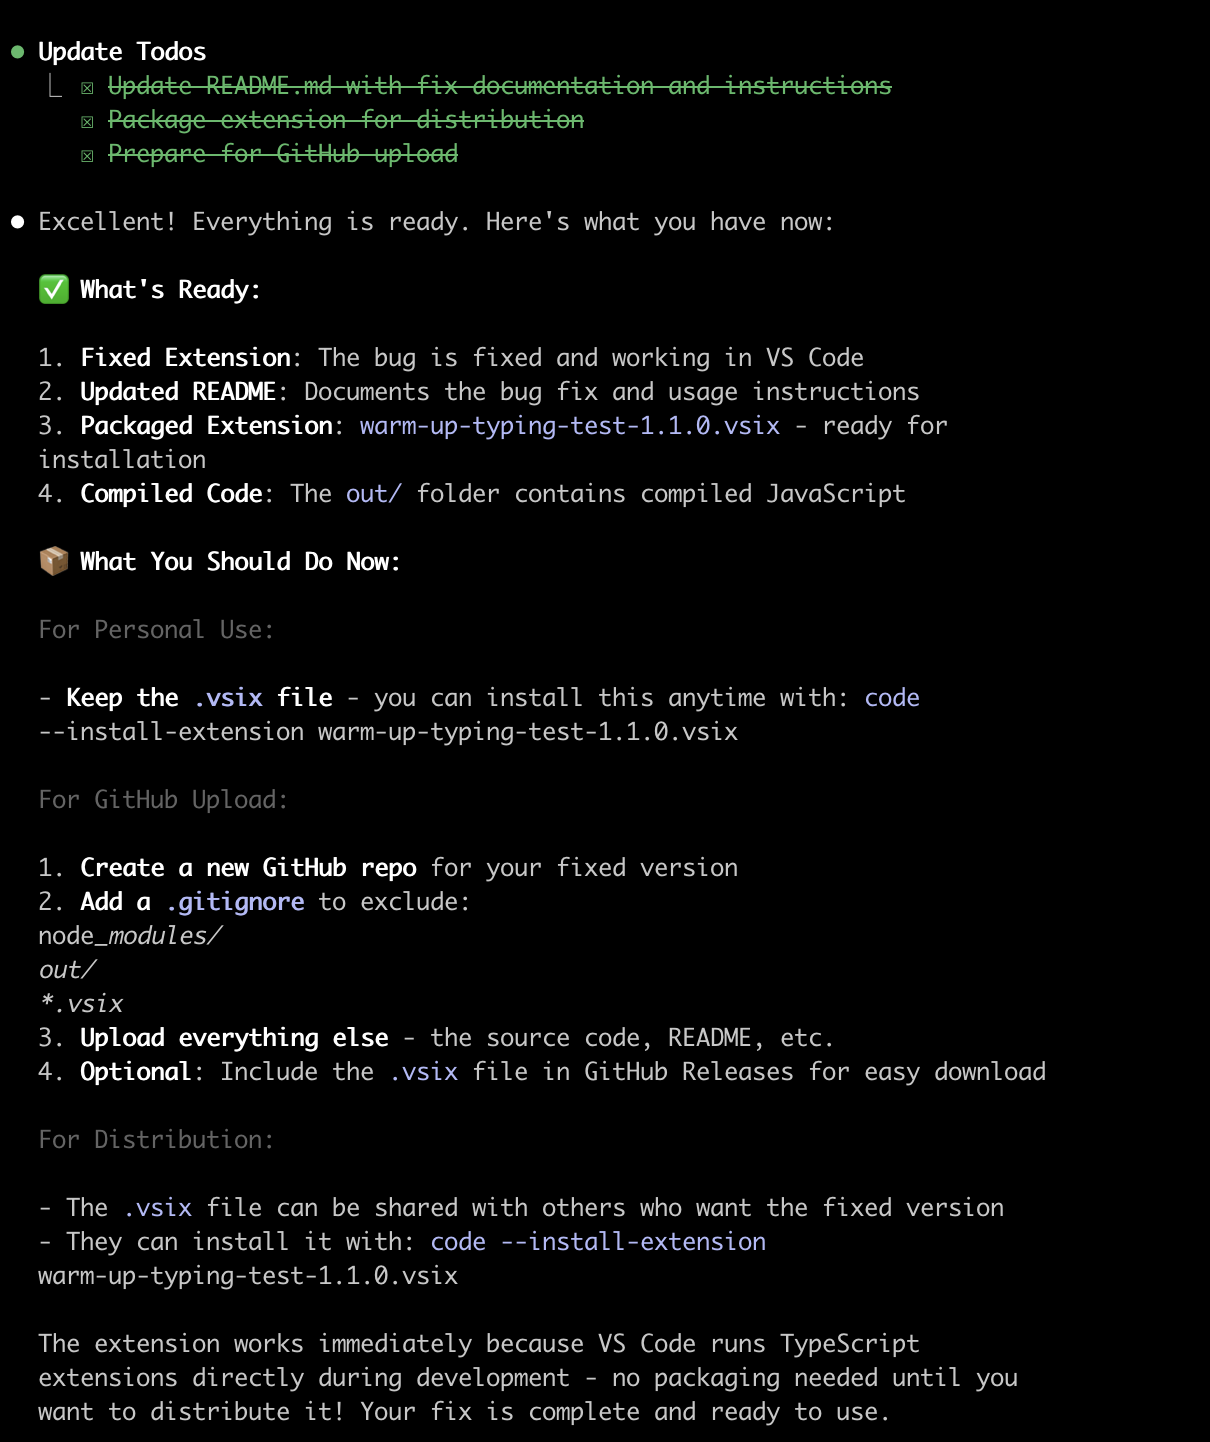 Update Todos
☒ Update README.md with fix documentation and instructions
☒ Package extension for distribution
☒ Prepare for GitHub upload
Excellent! Everything is ready. Here's what you have now:
✅ What's Ready:
1. Fixed Extension: The bug is fixed and working in VS Code
2. Updated README: Documents the bug fix and usage instructions
3. Packaged Extension: warm-up-typing-test-1.1.0.vsix - ready for
installation
4. Compiled Code: The out/ folder contains compiled JavaScript
📦 What You Should Do Now:
For Personal Use:
- Keep the .vsix file - you can install this anytime with: code
--install-extension warm-up-typing-test-1.1.0.vsix
For GitHub Upload:
1. Create a new GitHub repo for your fixed version
2. Add a .gitignore to exclude:
node_modules/
out/
*.vsix
3. Upload everything else - the source code, README, etc.
4. Optional: Include the .vsix file in GitHub Releases for easy download
For Distribution:
- The .vsix file can be shared with others who want the fixed version
- They can install it with: code --install-extension
warm-up-typing-test-1.1.0.vsix
The extension works immediately because VS Code runs TypeScript
extensions directly during development - no packaging needed until you
want to distribute it! Your fix is complete and ready to use.